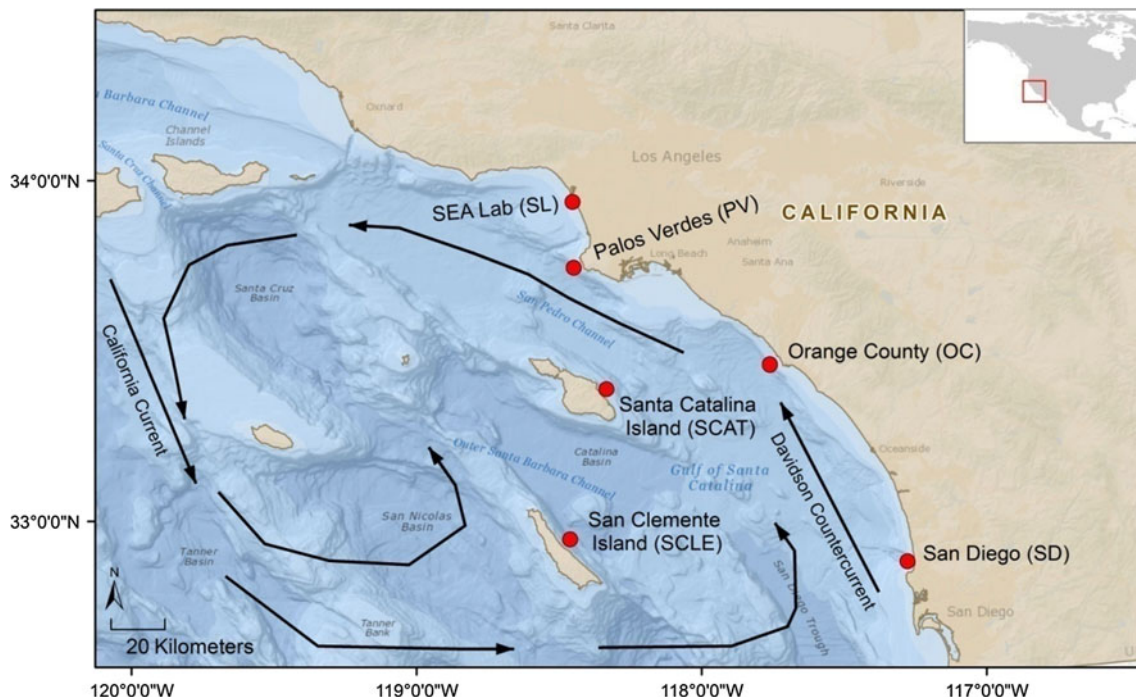 Santa Clarita
Santa Barbara Channel
Oxnard
Channel
Islands
Santa Cruz Channel
34°0'0"N
Los Angeles
Riverside
SEA Lab (SL)
CALIFORNIA
Palos Verdes (PV)
Long Beach
Anaheim
Santa Ana
Santa Cruz
Basin
San Pedro Channel
California Current
Orange County (OC)
Santa Catalina
Island (SCAT)
Oceanside
Outer Santa Barbara Channel
Catalina
Basin
Gulf of Santa
Catalina
Davidson Countercurrent
33°0'0"N
San Nicolas
Basin
San Clemente
Island (SCLE)
Tanner
Basin
San Diego (SD)
San Diego Trough
N
San Diego
Tanner
Bank
20 Kilometers
120°0'0"W
119°0'0"W
118°0'0"W
117°0'0"W